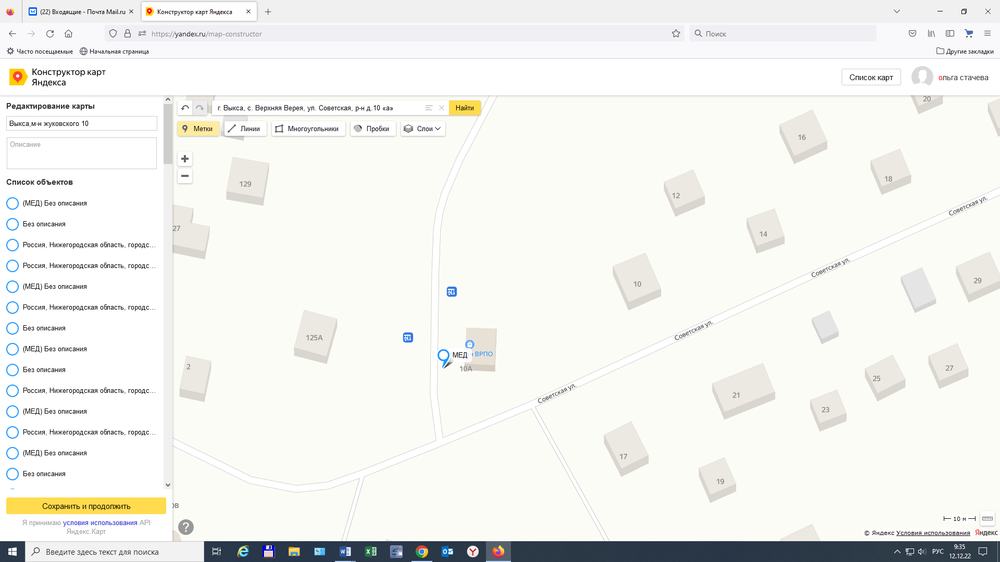 (22) Входящие - Почта Mail.ru
Конструктор карт Яндекса
https://yandex.ru/map-constructor
Поиск
Часто посещаемые
Начальная страница
Другие закладки
Конструктор карт
Яндекса
Список карт
ольга стачева
Редактирование карты
Выкса,м-н жуковского 10
Описание
Список объектов
(МЕД) Без описания
Без описания
Россия, Нижегородская область, городс...
Россия, Нижегородская область, городс...
(МЕД) Без описания
Россия, Нижегородская область, городс...
Без описания
(МЕД) Без описания
Без описания
Россия, Нижегородская область, городс...
(МЕД) Без описания
Россия, Нижегородская область, городс...
(МЕД) Без описания
Без описания
Сохранить и продолжить
Я принимаю условия использования API
Яндекс.Карт
г. Выкса, с. Верхняя Верея, ул. Советская, р-н д.10 «а»
Найти
Метки
Линии
Многоугольники
Пробки
Слои
20
16
18
129
12
27
14
Советская ул.
Советская ул.
29
10
Советская ул.
125А
МЕД
ВРПО
10А
2
Советская ул.
27
25
21
23
17
19
ов
?
10 м
© Яндекс Условия использования
Яндекс
Введите здесь текст для поиска
РУС
9:35
12.12.22